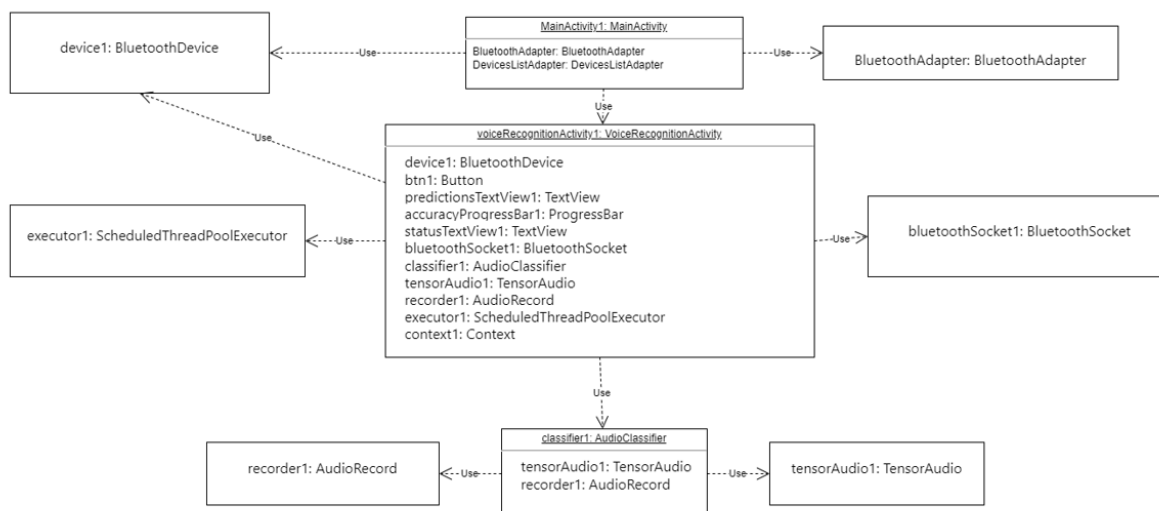 MainActivity1: MainActivity
BluetoothAdapter: BluetoothAdapter
DevicesListAdapter: DevicesListAdapter
device1: BluetoothDevice
Use
Use
BluetoothAdapter: BluetoothAdapter
Use
Use
voiceRecognitionActivity1: VoiceRecognitionActivity
device1: BluetoothDevice
btn1: Button
predictionsTextView1: TextView
accuracyProgressBar1: ProgressBar
statusTextView1: TextView
bluetoothSocket1: BluetoothSocket
classifier1: AudioClassifier
tensorAudio1: TensorAudio
recorder1: AudioRecord
executor1: ScheduledThreadPoolExecutor
context1: Context
executor1: ScheduledThreadPoolExecutor
Use
Use
bluetoothSocket1: BluetoothSocket
Use
classifier1: AudioClassifier
tensorAudio1: TensorAudio
recorder1: AudioRecord
recorder1: AudioRecord
Use
Use
tensorAudio1: TensorAudio